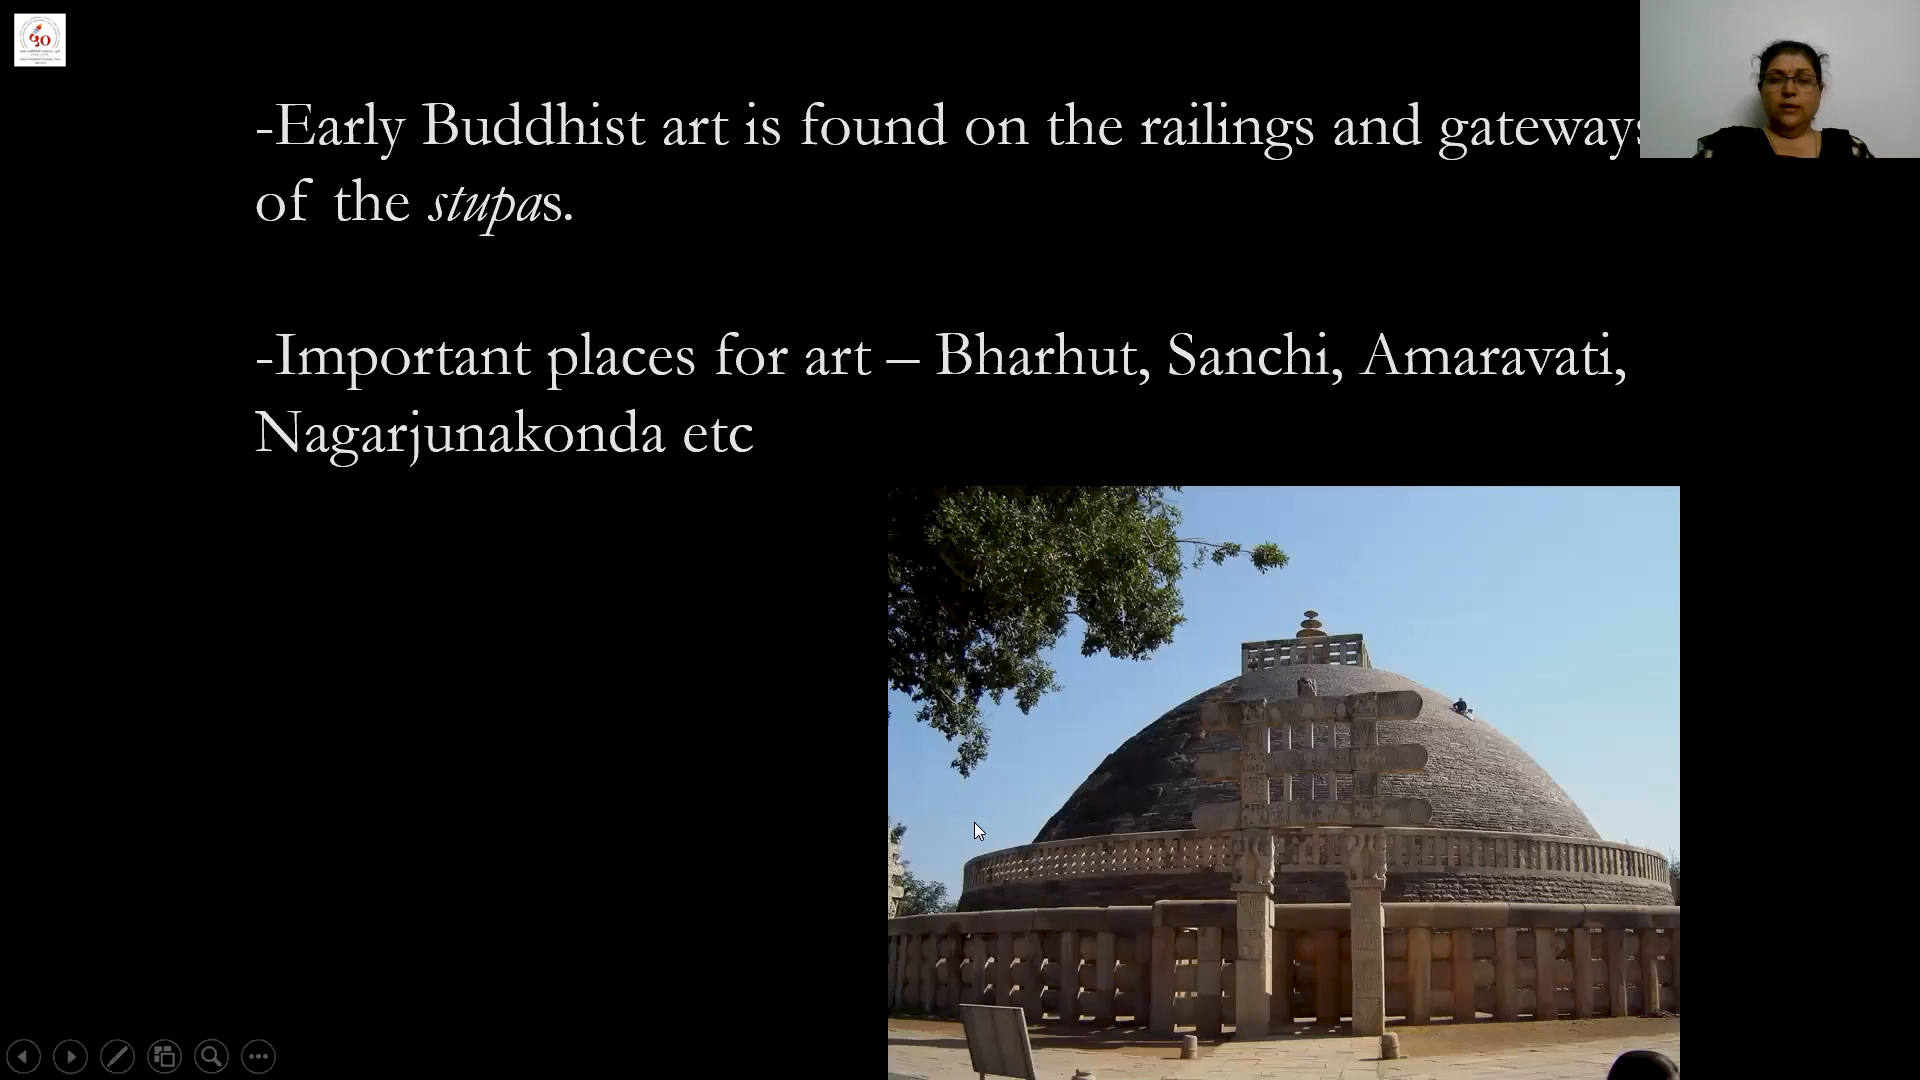 -Early Buddhist art is found on the railings and gateways
of the stupas.
-Important places for art – Bharhut, Sanchi, Amaravati,
Nagarjunakonda etc
५०